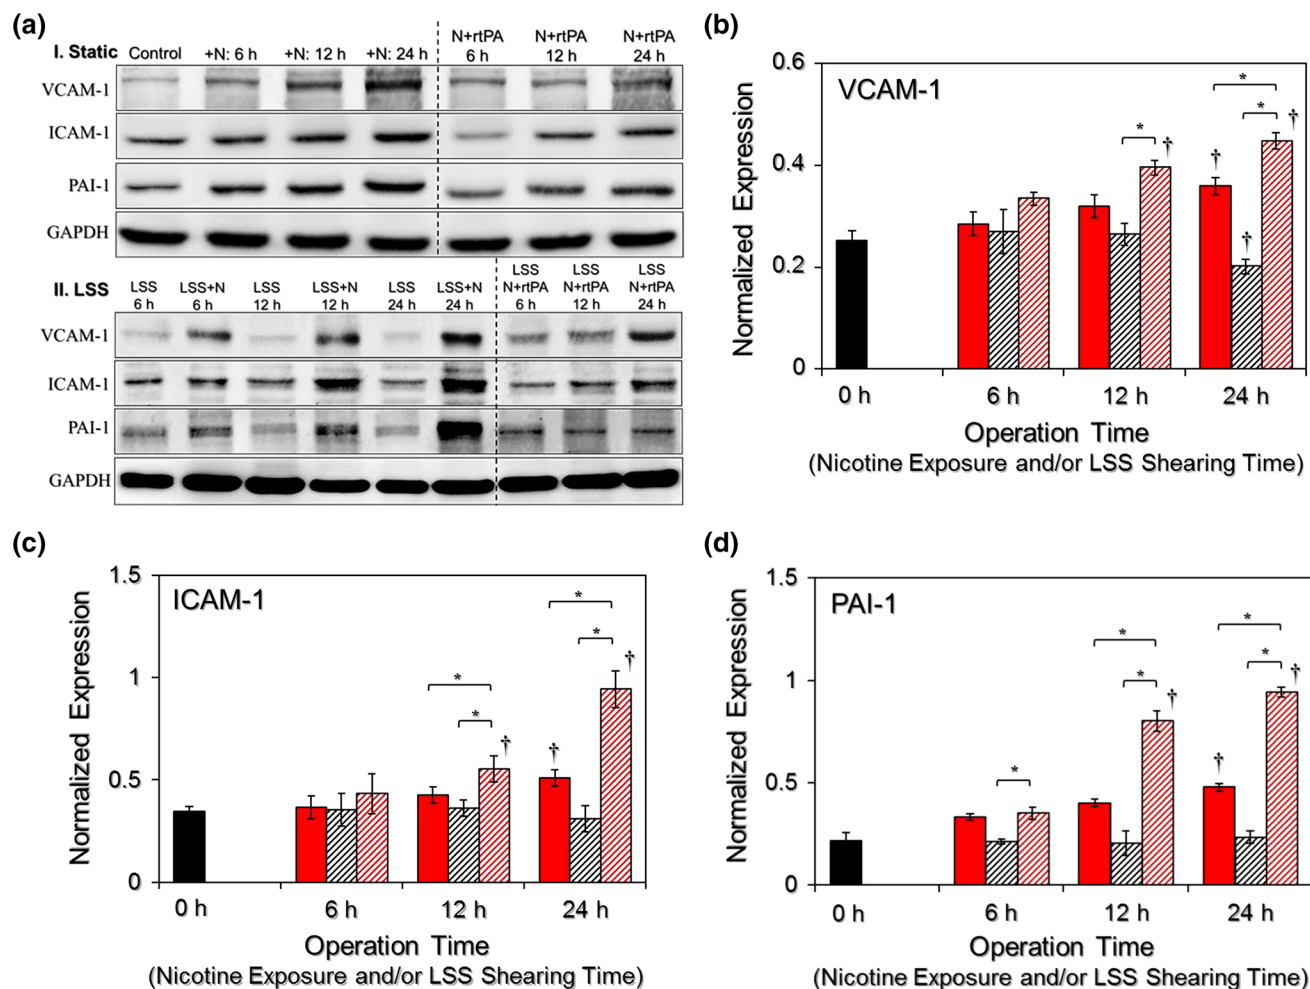 (a)
I. Static
Control +N: 6 h +N: 12 h +N: 24 h
N+rtPA N+rtPA N+rtPA
6 h 12 h 24 h
VCAM-1
ICAM-1
PAI-1
GAPDH
II. LSS
LSS LSS+N LSS LSS+N LSS LSS+N
6 h 6 h 12 h 12 h 24 h 24 h
LSS LSS LSS
N+rtPA N+rtPA N+rtPA
6 h 12 h 24 h
VCAM-1
ICAM-1
PAI-1
GAPDH
(b)
VCAM-1
Normalized Expression
0.6
0.4
0.2
0
* * *
† † † †
0 h 6 h 12 h 24 h
Operation Time
(Nicotine Exposure and/or LSS Shearing Time)
(c)
ICAM-1
Normalized Expression
1.5
1
0.5
0
* * * *
† † †
0 h 6 h 12 h 24 h
Operation Time
(Nicotine Exposure and/or LSS Shearing Time)
(d)
PAI-1
Normalized Expression
1.5
1
0.5
0
* * * * *
† † †
0 h 6 h 12 h 24 h
Operation Time
(Nicotine Exposure and/or LSS Shearing Time)